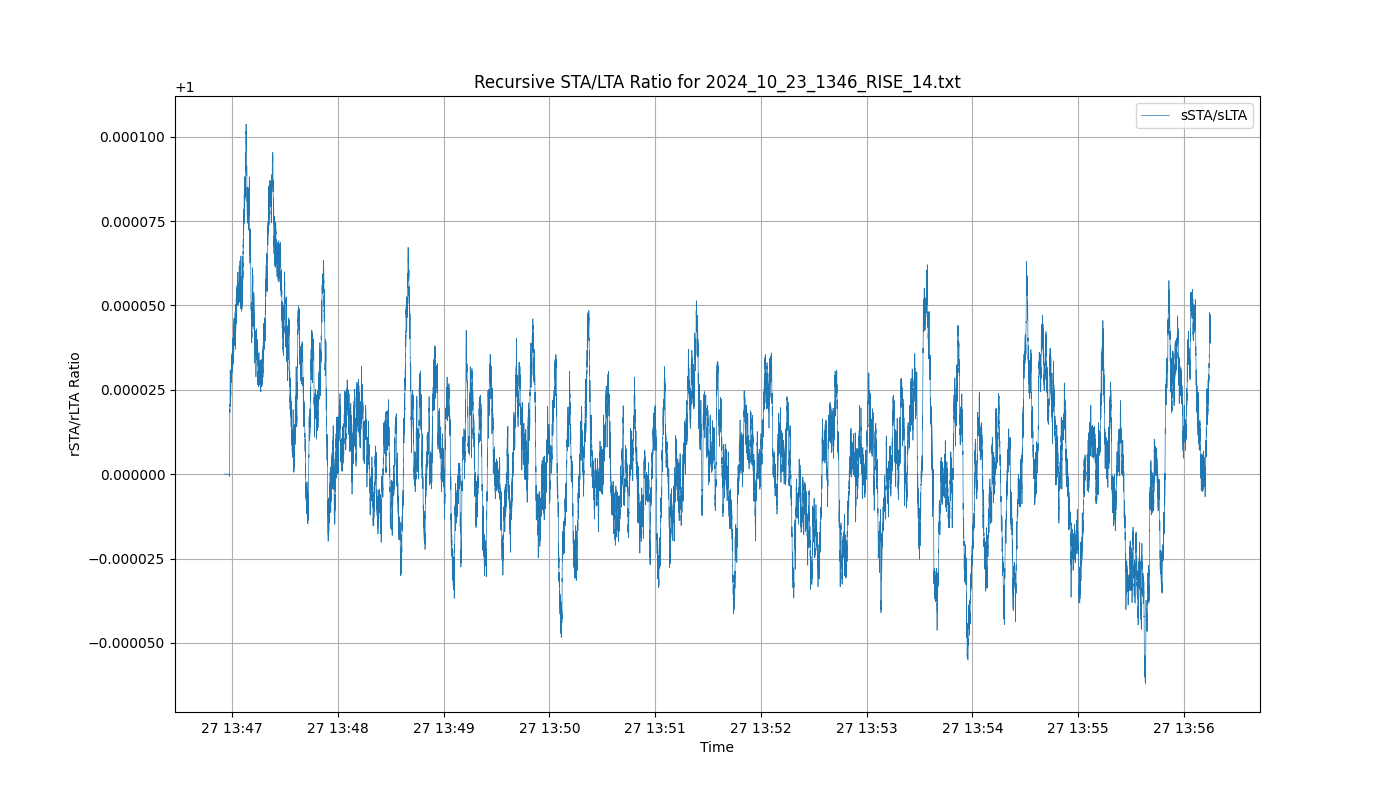 Recursive STA/LTA Ratio for 2024_10_23_1346_RISE_14.txt
+1
sSTA/sLTA
0.000100
0.000075
0.000050
0.000025
0.000000
−0.000025
−0.000050
rSTA/rLTA Ratio
27 13:47 27 13:48 27 13:49 27 13:50 27 13:51 27 13:52 27 13:53 27 13:54 27 13:55 27 13:56
Time